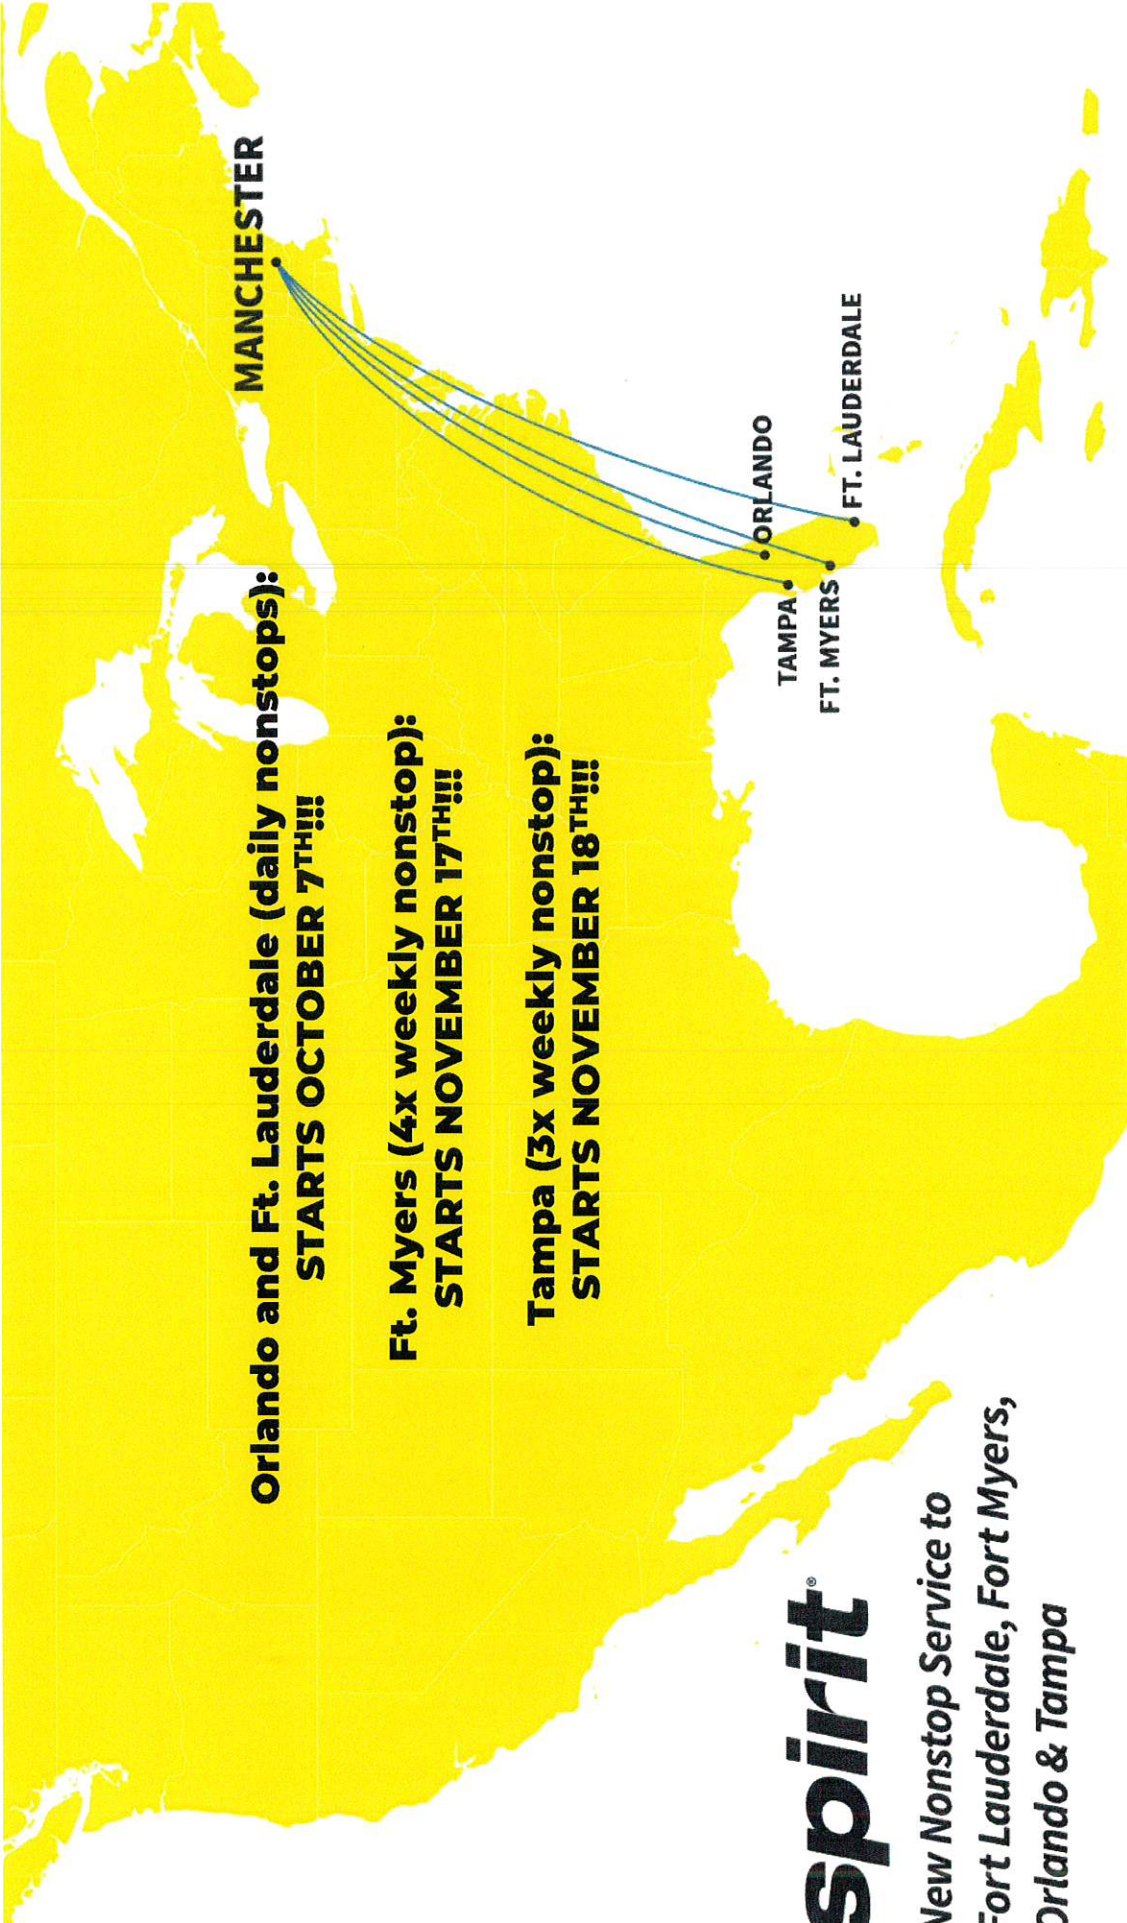 MANCHESTER
Orlando and Ft. Lauderdale (daily nonstops):
STARTS OCTOBER 7TH!!!
Ft. Myers (4x weekly nonstop):
STARTS NOVEMBER 17TH!!!
Tampa (3x weekly nonstop):
STARTS NOVEMBER 18TH!!!
ORLANDO
TAMPA
FT. MYERS
FT. LAUDERDALE
spirit®
New Nonstop Service to
Fort Lauderdale, Fort Myers,
Orlando & Tampa